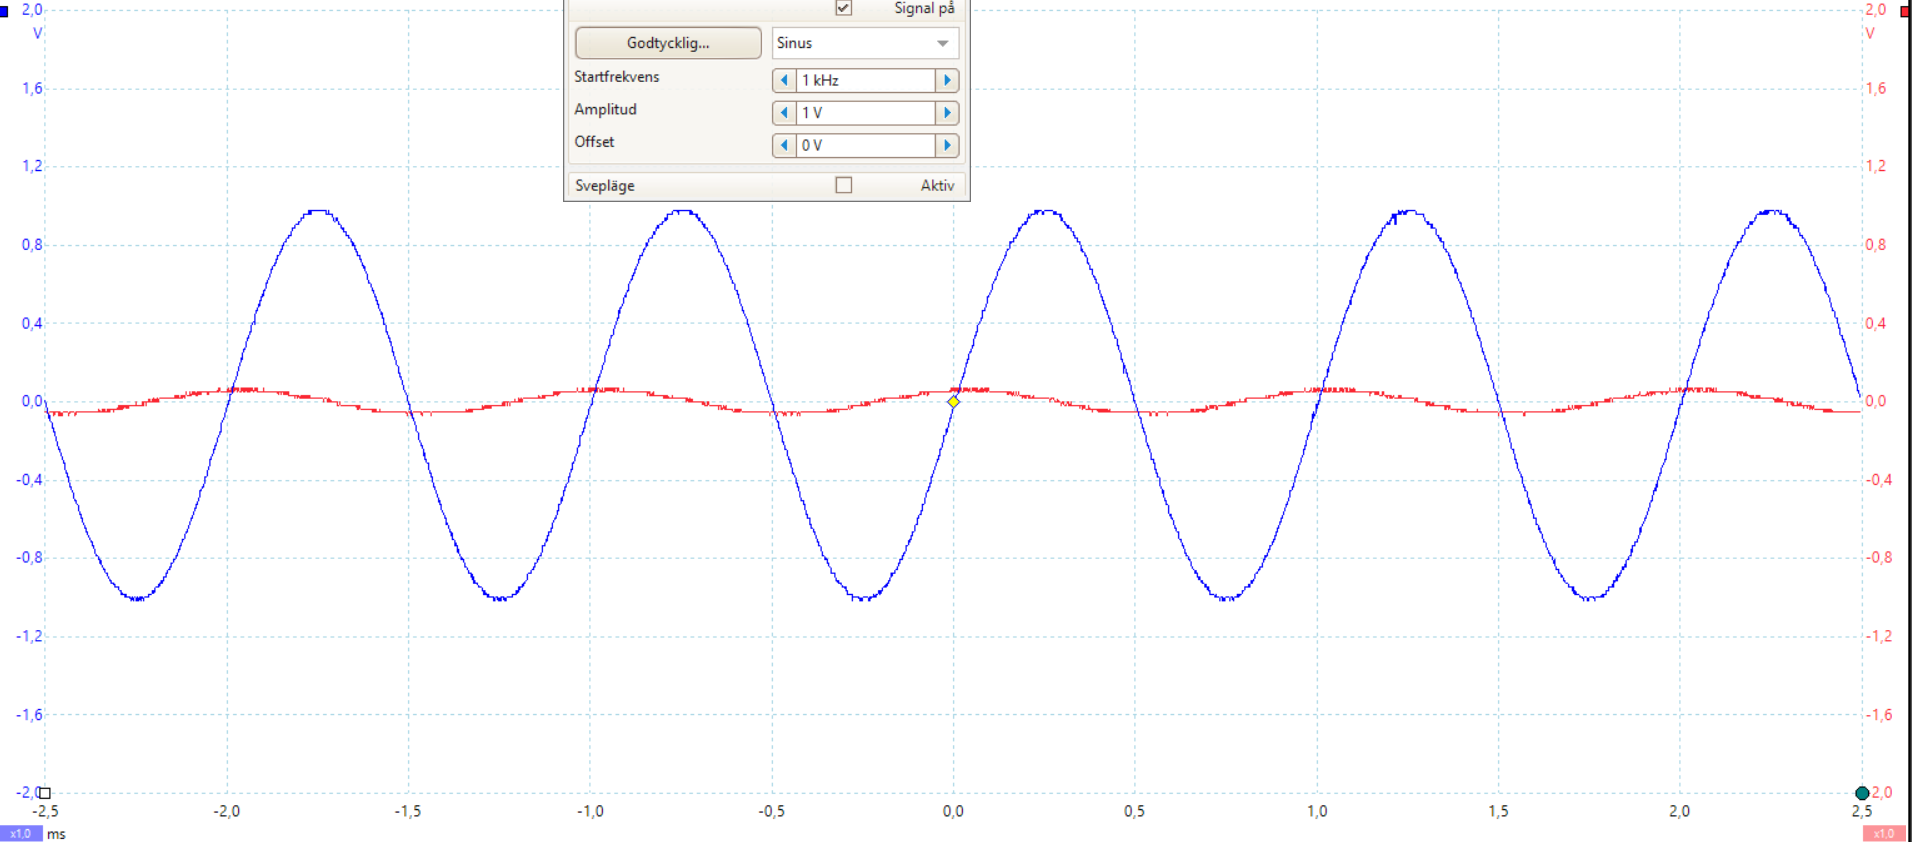 Signal på
2,0
2,0
V
V
Godtycklig...
Sinus
Startfrekvens
1 kHz
1,6
1,6
Amplitud
1 V
Offset
0 V
1,2
1,2
Svepläge
Aktiv
0,8
0,8
0,4
0,4
0,0
0,0
-0,4
-0,4
-0,8
-0,8
-1,2
-1,2
-1,6
-1,6
-2,0
2,0
-2,5
-2,0
-1,5
-1,0
-0,5
0,0
0,5
1,0
1,5
2,0
2,5
x1,0
ms
x1,0